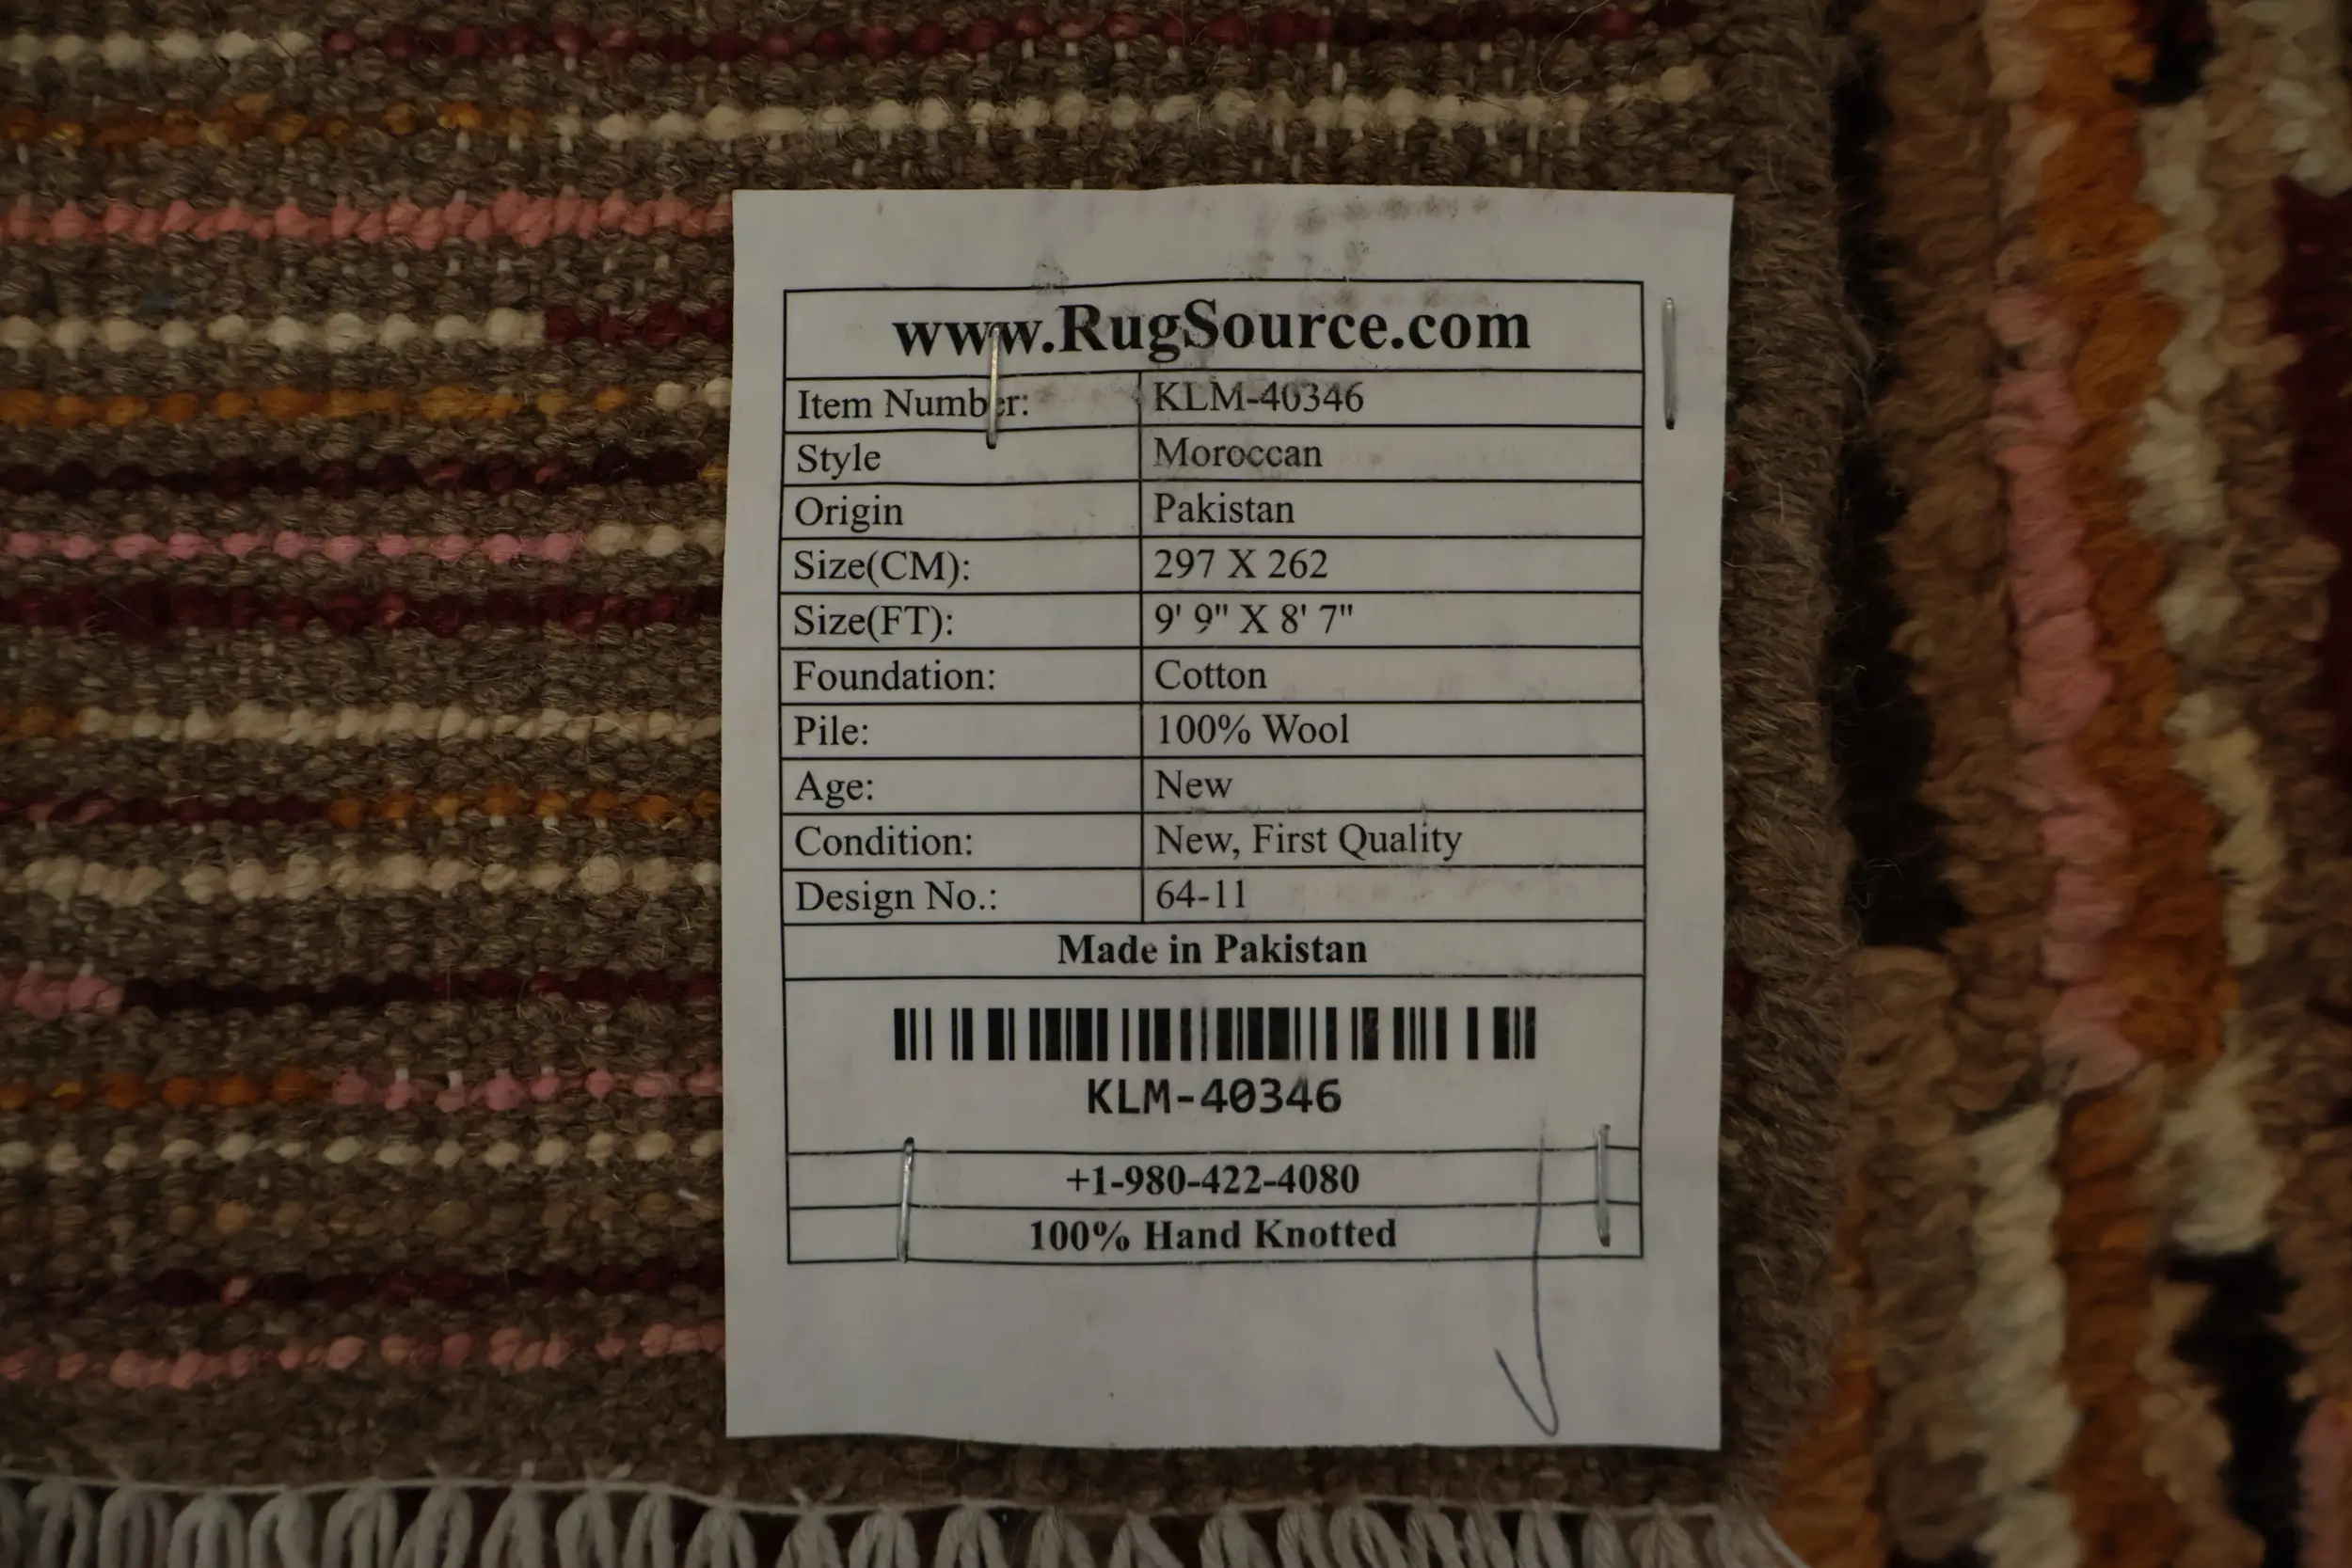 www.RugSource.com
Item Number: KLM-40346
Style Moroccan
Origin Pakistan
Size(CM): 297 X 262
Size(FT): 9' 9" X 8' 7"
Foundation: Cotton
Pile: 100% Wool
Age: New
Condition: New, First Quality
Design No.: 64-11
Made in Pakistan
KLM-40346
+1-980-422-4080
100% Hand Knotted